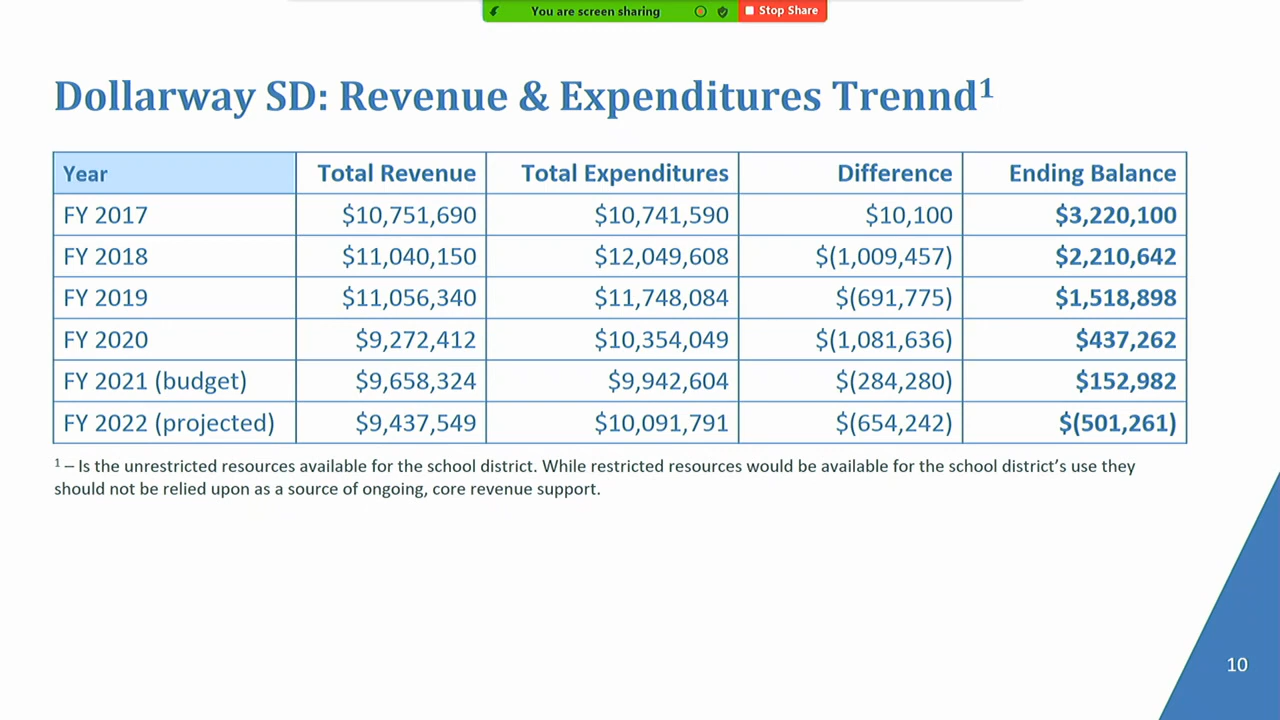 You are screen sharing Stop Share
Dollarway SD: Revenue & Expenditures Trennd¹
Year Total Revenue Total Expenditures Difference Ending Balance
FY 2017 $10,751,690 $10,741,590 $10,100 $3,220,100
FY 2018 $11,040,150 $12,049,608 $(1,009,457) $2,210,642
FY 2019 $11,056,340 $11,748,084 $(691,775) $1,518,898
FY 2020 $9,272,412 $10,354,049 $(1,081,636) $437,262
FY 2021 (budget) $9,658,324 $9,942,604 $(284,280) $152,982
FY 2022 (projected) $9,437,549 $10,091,791 $(654,242) $(501,261)
¹ – Is the unrestricted resources available for the school district. While restricted resources would be available for the school district’s use they
should not be relied upon as a source of ongoing, core revenue support.
10